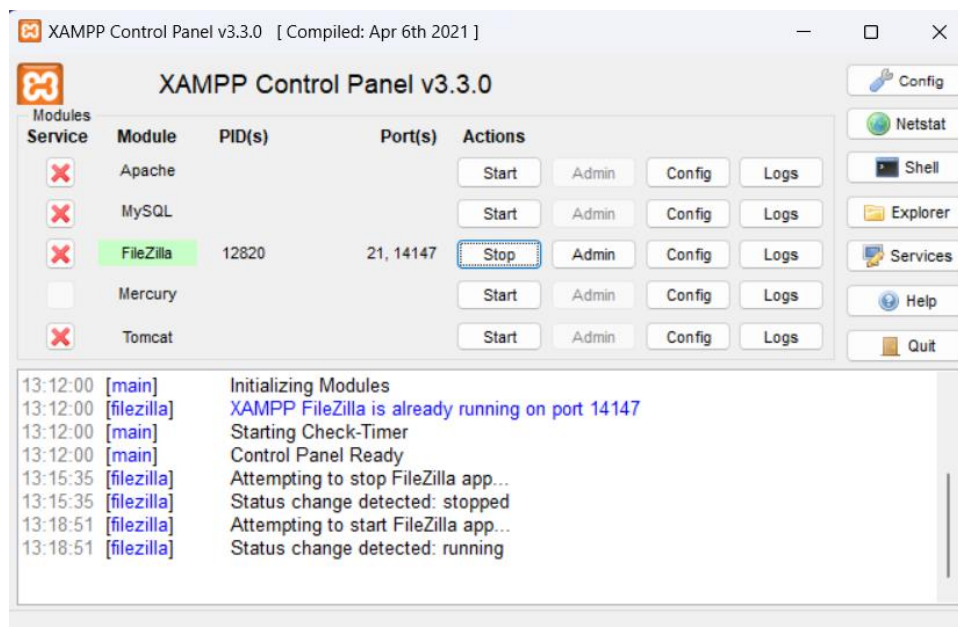 XAMPP Control Panel v3.3.0 [ Compiled: Apr 6th 2021 ]
XAMPP Control Panel v3.3.0
Config
Modules
Service Module PID(s) Port(s) Actions
Netstat
Apache Start Admin Config Logs
Shell
MySQL Start Admin Config Logs
Explorer
FileZilla 12820 21, 14147 Stop Admin Config Logs
Services
Mercury Start Admin Config Logs
Help
Tomcat Start Admin Config Logs
Quit
13:12:00 [main] Initializing Modules
13:12:00 [filezilla] XAMPP FileZilla is already running on port 14147
13:12:00 [main] Starting Check-Timer
13:12:00 [main] Control Panel Ready
13:15:35 [filezilla] Attempting to stop FileZilla app...
13:15:35 [filezilla] Status change detected: stopped
13:18:51 [filezilla] Attempting to start FileZilla app...
13:18:51 [filezilla] Status change detected: running